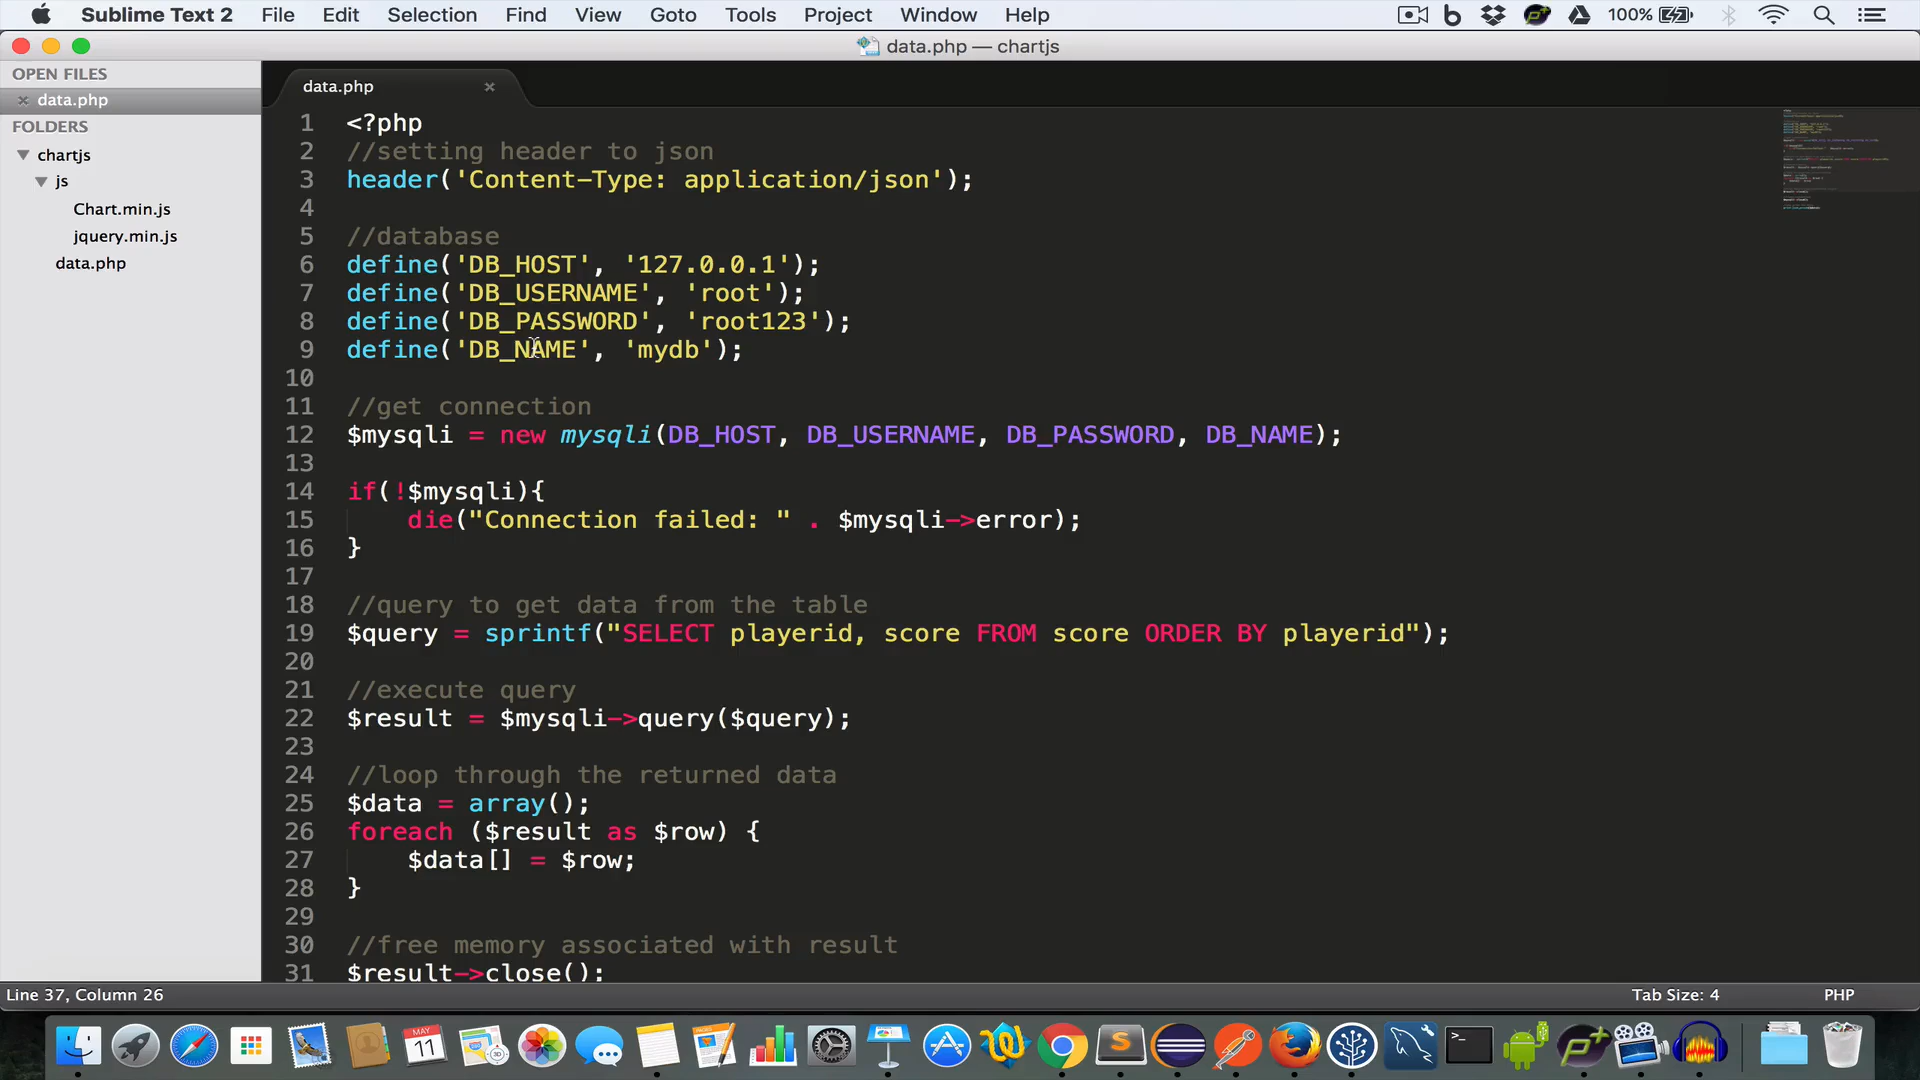 Sublime Text 2 File Edit Selection Find View Goto Tools Project Window Help 100%
data.php — chartjs
OPEN FILES
data.php
FOLDERS
chartjs
js
Chart.min.js
jquery.min.js
data.php
data.php
1 <?php
2 //setting header to json
3 header('Content-Type: application/json');
4
5 //database
6 define('DB_HOST', '127.0.0.1');
7 define('DB_USERNAME', 'root');
8 define('DB_PASSWORD', 'root123');
9 define('DB_NAME', 'mydb');
10
11 //get connection
12 $mysqli = new mysqli(DB_HOST, DB_USERNAME, DB_PASSWORD, DB_NAME);
13
14 if(!$mysqli){
15 die("Connection failed: " . $mysqli->error);
16 }
17
18 //query to get data from the table
19 $query = sprintf("SELECT playerid, score FROM score ORDER BY playerid");
20
21 //execute query
22 $result = $mysqli->query($query);
23
24 //loop through the returned data
25 $data = array();
26 foreach ($result as $row) {
27 $data[] = $row;
28 }
29
30 //free memory associated with result
31 $result->close();
Line 37, Column 26 Tab Size: 4 PHP
MAY
11